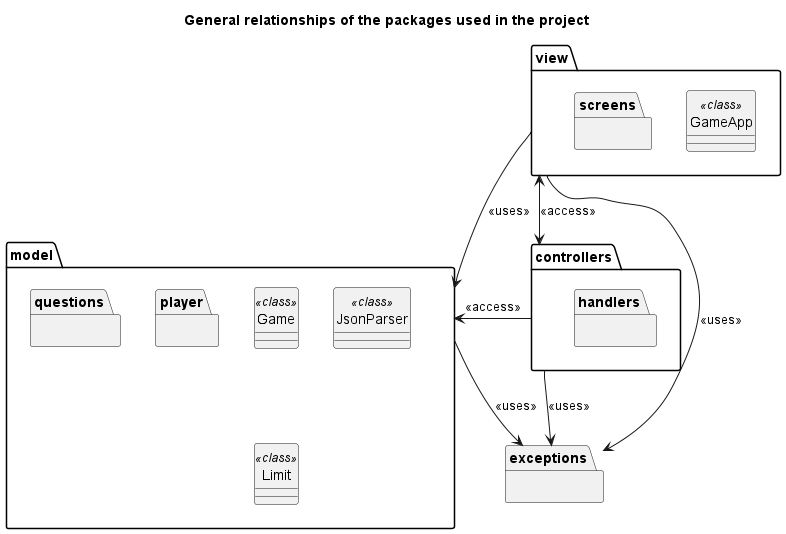 General relationships of the packages used in the project
view
screens
«class»
GameApp
«uses»
«access»
model
controllers
questions
player
«class»
Game
«class»
JsonParser
«access»
handlers
«uses»
«uses»
«uses»
«class»
Limit
exceptions